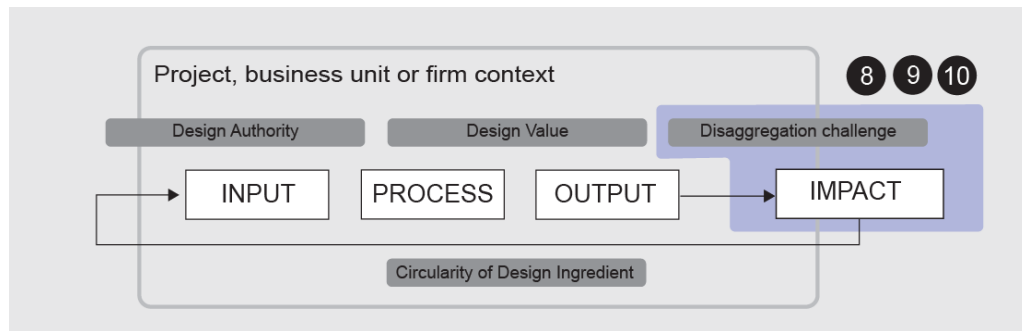 Project, business unit or firm context
8 9 10
Design Authority
Design Value
Disaggregation challenge
INPUT
PROCESS
OUTPUT
IMPACT
Circularity of Design Ingredient